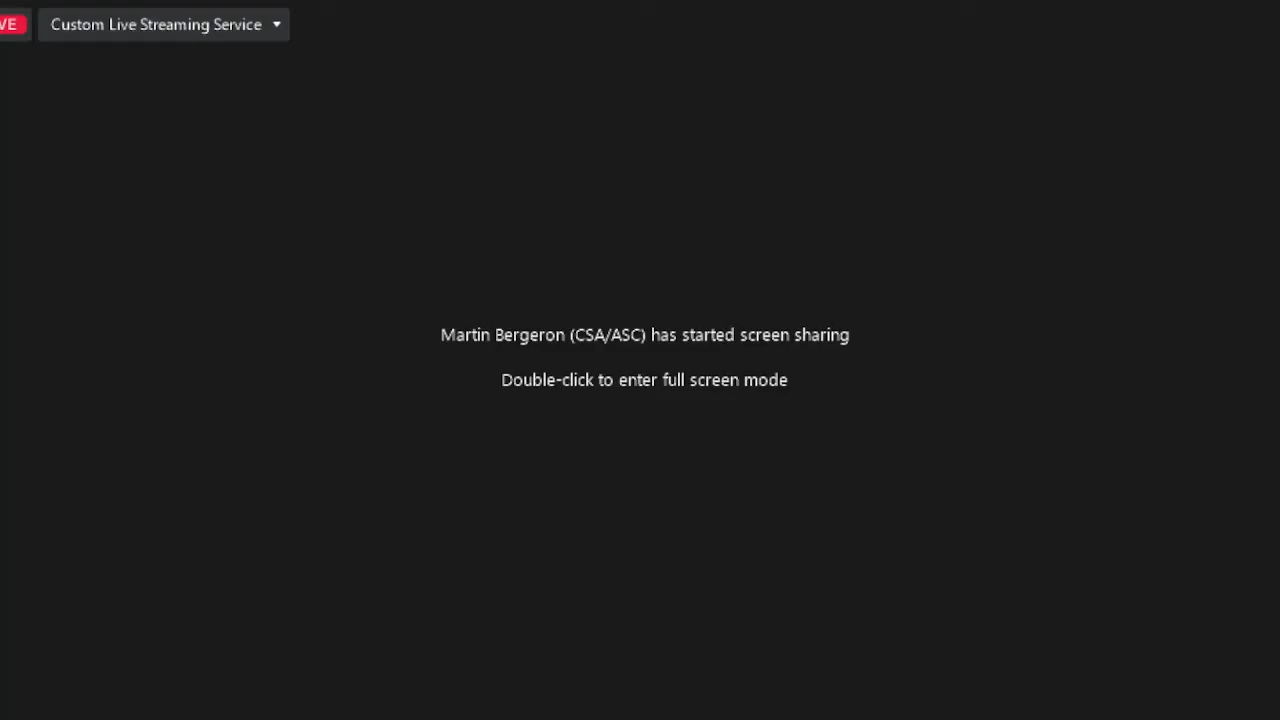 VE
Custom Live Streaming Service
Martin Bergeron (CSA/ASC) has started screen sharing
Double-click to enter full screen mode